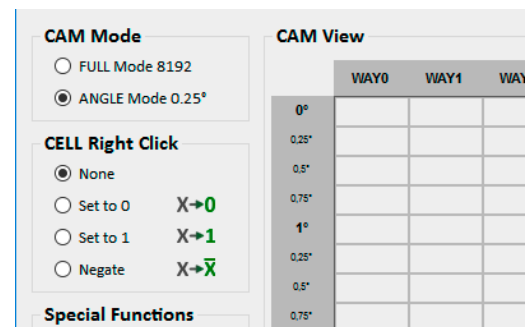 CAM Mode
FULL Mode 8192
ANGLE Mode 0.25°
CELL Right Click
None
Set to 0 X→0
Set to 1 X→1
Negate X→X̅
Special Functions
CAM View
WAY0 WAY1 WAY
0°
0,25°
0,5°
0,75°
1°
0,25°
0,5°
0,75°